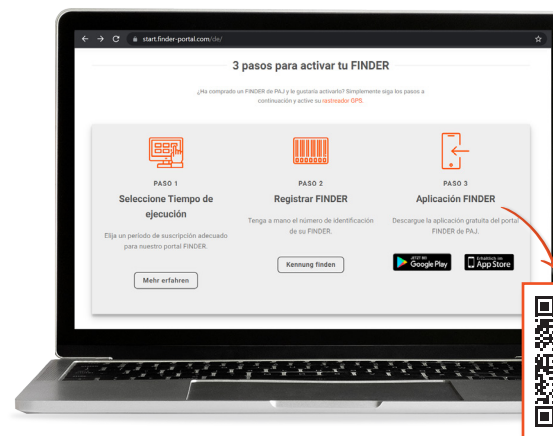 start.finder-portal.com/de/
3 pasos para activar tu FINDER
¿Ha comprado un FINDER de PAJ y le gustaría activarlo? Simplemente siga los pasos a
continuación y active su rastreador GPS.
PASO 1
Seleccione Tiempo de
ejecución
Elija un periodo de suscripción adecuado
para nuestro portal FINDER.
Mehr erfahren
PASO 2
Registrar FINDER
Tenga a mano el número de identificación
de su FINDER.
Kennung finden
PASO 3
Aplicación FINDER
Descargue la aplicación gratuita del portal
FINDER de PAJ.
JETZT BEI
Google Play
Erhältlich im
App Store